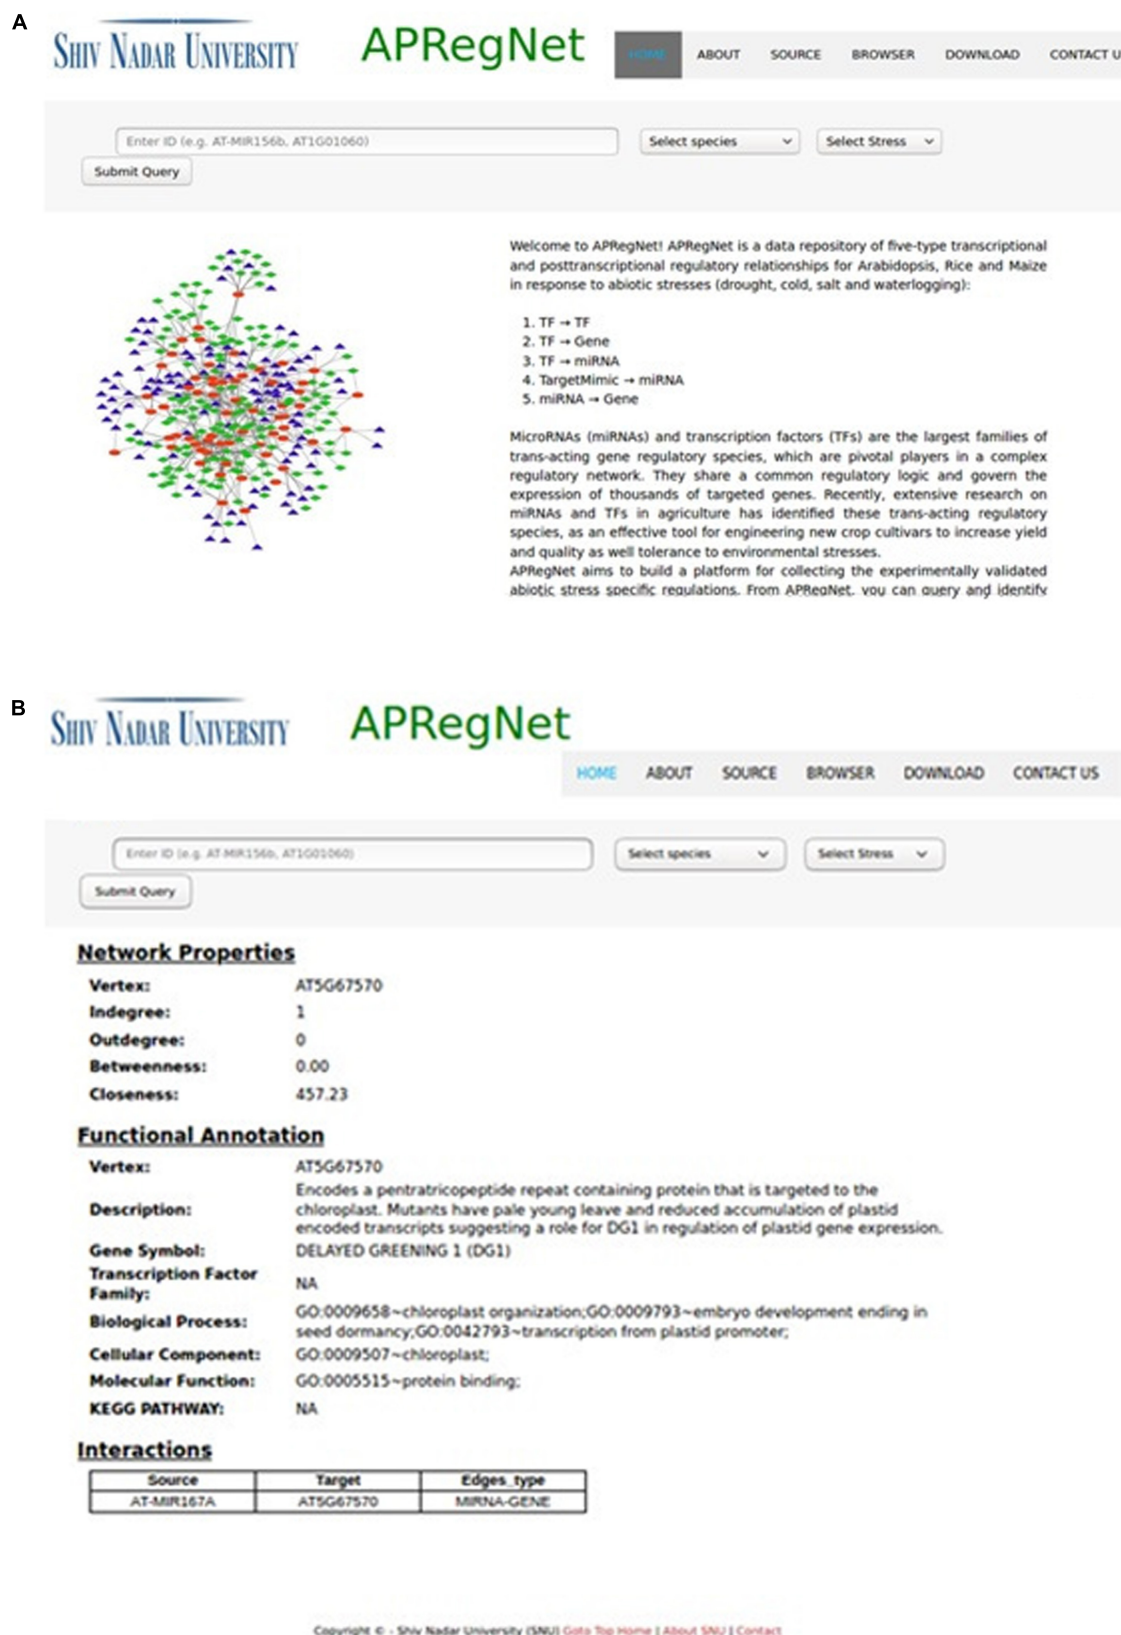 A
SHIV NADAR UNIVERSITY
APRegNet
HOME ABOUT SOURCE BROWSER DOWNLOAD CONTACT U
Enter ID (e.g. AT-MIR156b, AT1G01060)
Select species
Select Stress
Submit Query
Welcome to APRegNet! APRegNet is a data repository of five-type transcriptional
and posttranscriptional regulatory relationships for Arabidopsis, Rice and Maize
in response to abiotic stresses (drought, cold, salt and waterlogging):
1. TF → TF
2. TF → Gene
3. TF → miRNA
4. TargetMimic → miRNA
5. miRNA → Gene
MicroRNAs (miRNAs) and transcription factors (TFs) are the largest families of
trans-acting gene regulatory species, which are pivotal players in a complex
regulatory network. They share a common regulatory logic and govern the
expression of thousands of targeted genes. Recently, extensive research on
miRNAs and TFs in agriculture has identified these trans-acting regulatory
species, as an effective tool for engineering new crop cultivars to increase yield
and quality as well tolerance to environmental stresses.
APRegNet aims to build a platform for collecting the experimentally validated
abiotic stress specific regulations. From APRegNet, you can query and identify
B
SHIV NADAR UNIVERSITY
APRegNet
HOME ABOUT SOURCE BROWSER DOWNLOAD CONTACT US
Enter ID (e.g. AT-MIR156b, AT1G01060)
Select species
Select Stress
Submit Query
Network Properties
Vertex: AT5G67570
Indegree: 1
Outdegree: 0
Betweenness: 0.00
Closeness: 457.23
Functional Annotation
Vertex: AT5G67570
Description: Encodes a pentratricopeptide repeat containing protein that is targeted to the
chloroplast. Mutants have pale young leave and reduced accumulation of plastid
encoded transcripts suggesting a role for DG1 in regulation of plastid gene expression.
Gene Symbol: DELAYED GREENING 1 (DG1)
Transcription Factor
Family: NA
Biological Process: GO:0009658~chloroplast organization;GO:0009793~embryo development ending in
seed dormancy;GO:0042793~transcription from plastid promoter;
Cellular Component: GO:0009507~chloroplast;
Molecular Function: GO:0005515~protein binding;
KEGG PATHWAY: NA
Interactions
Source Target Edges_type
AT-MIR167A AT5G67570 MIRNA-GENE
Copyright © - Shiv Nadar University (SNU) Goto Top Home | About SNU | Contact